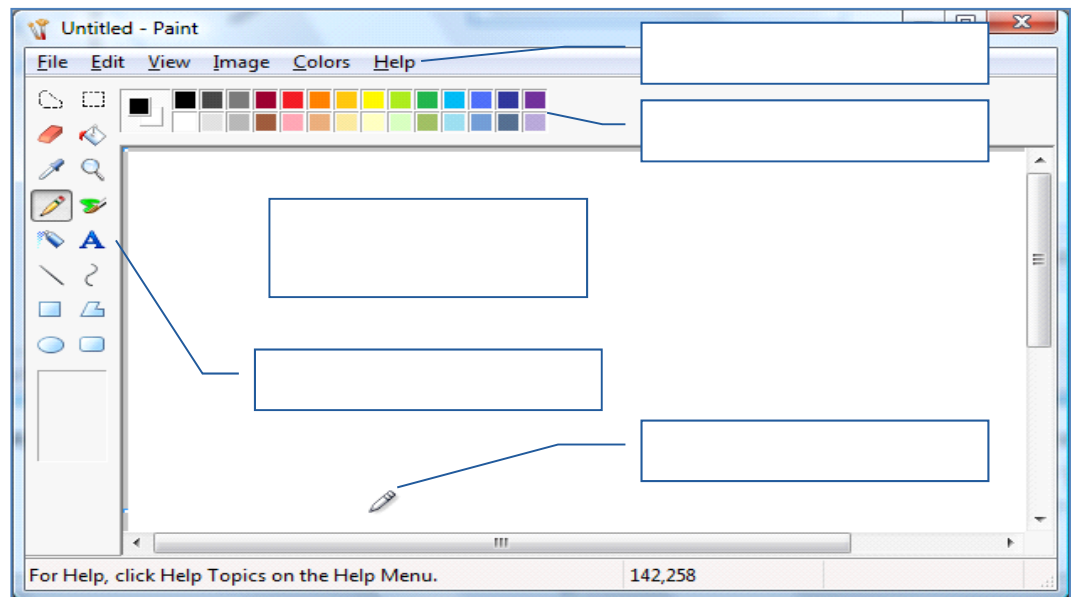 Untitled - Paint
File Edit View Image Colors Help
A
For Help, click Help Topics on the Help Menu. 142,258